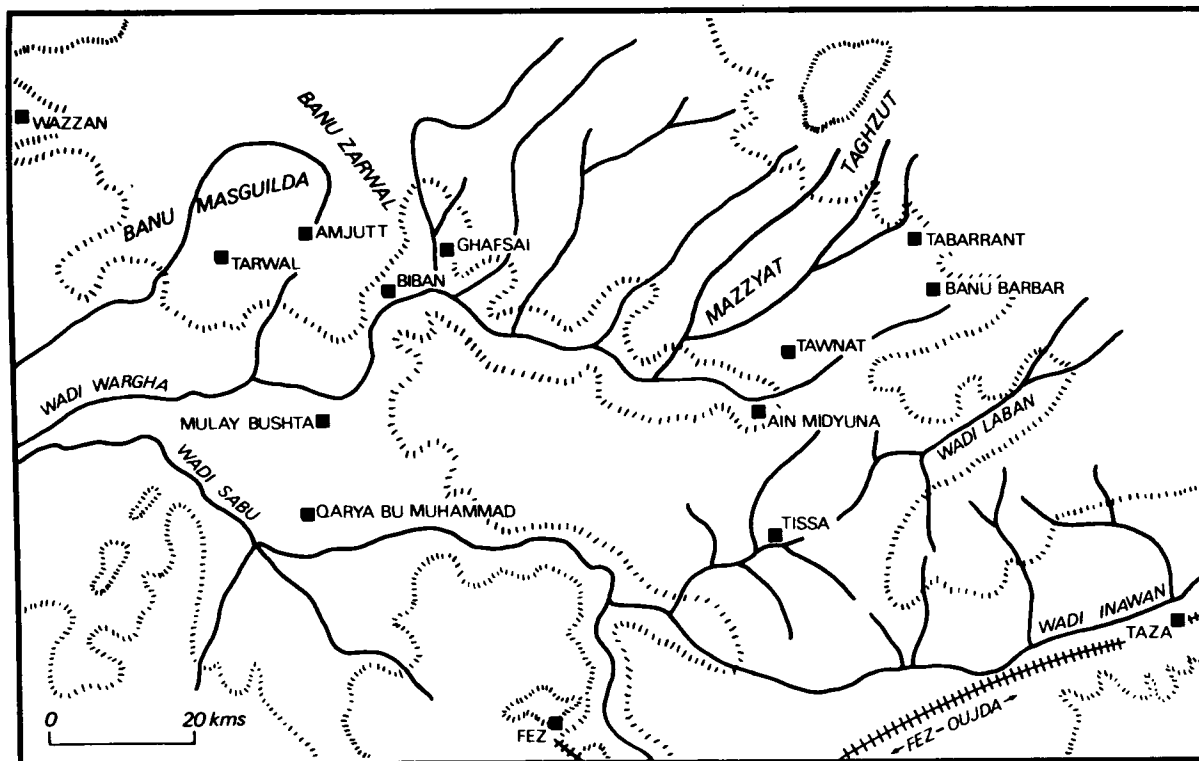 WAZZAN
BANU ZARWAL
TAGHZUT
BANU MASGUILDA
AMJUTT
GHAFSAI
TABARRANT
TARWAL
BIBAN
MAZZYAT
BANU BARBAR
TAWNAT
WADI WARGHA
MULAY BUSHTA
AIN MIDYUNA
WADI LABAN
WADI SABU
QARYA BU MUHAMMAD
TISSA
WADI INAWAN
TAZA
0 20 kms
FEZ
FEZ-OUJDA